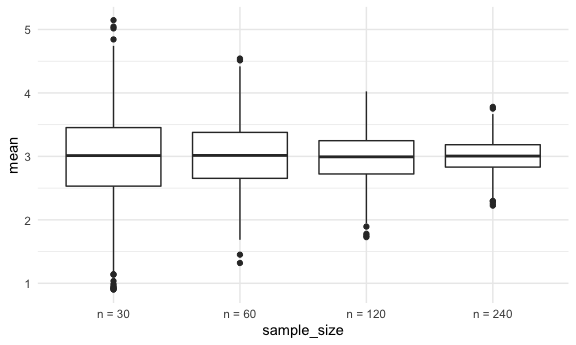 5
4
3
2
1
mean
n = 30 n = 60 n = 120 n = 240
sample_size